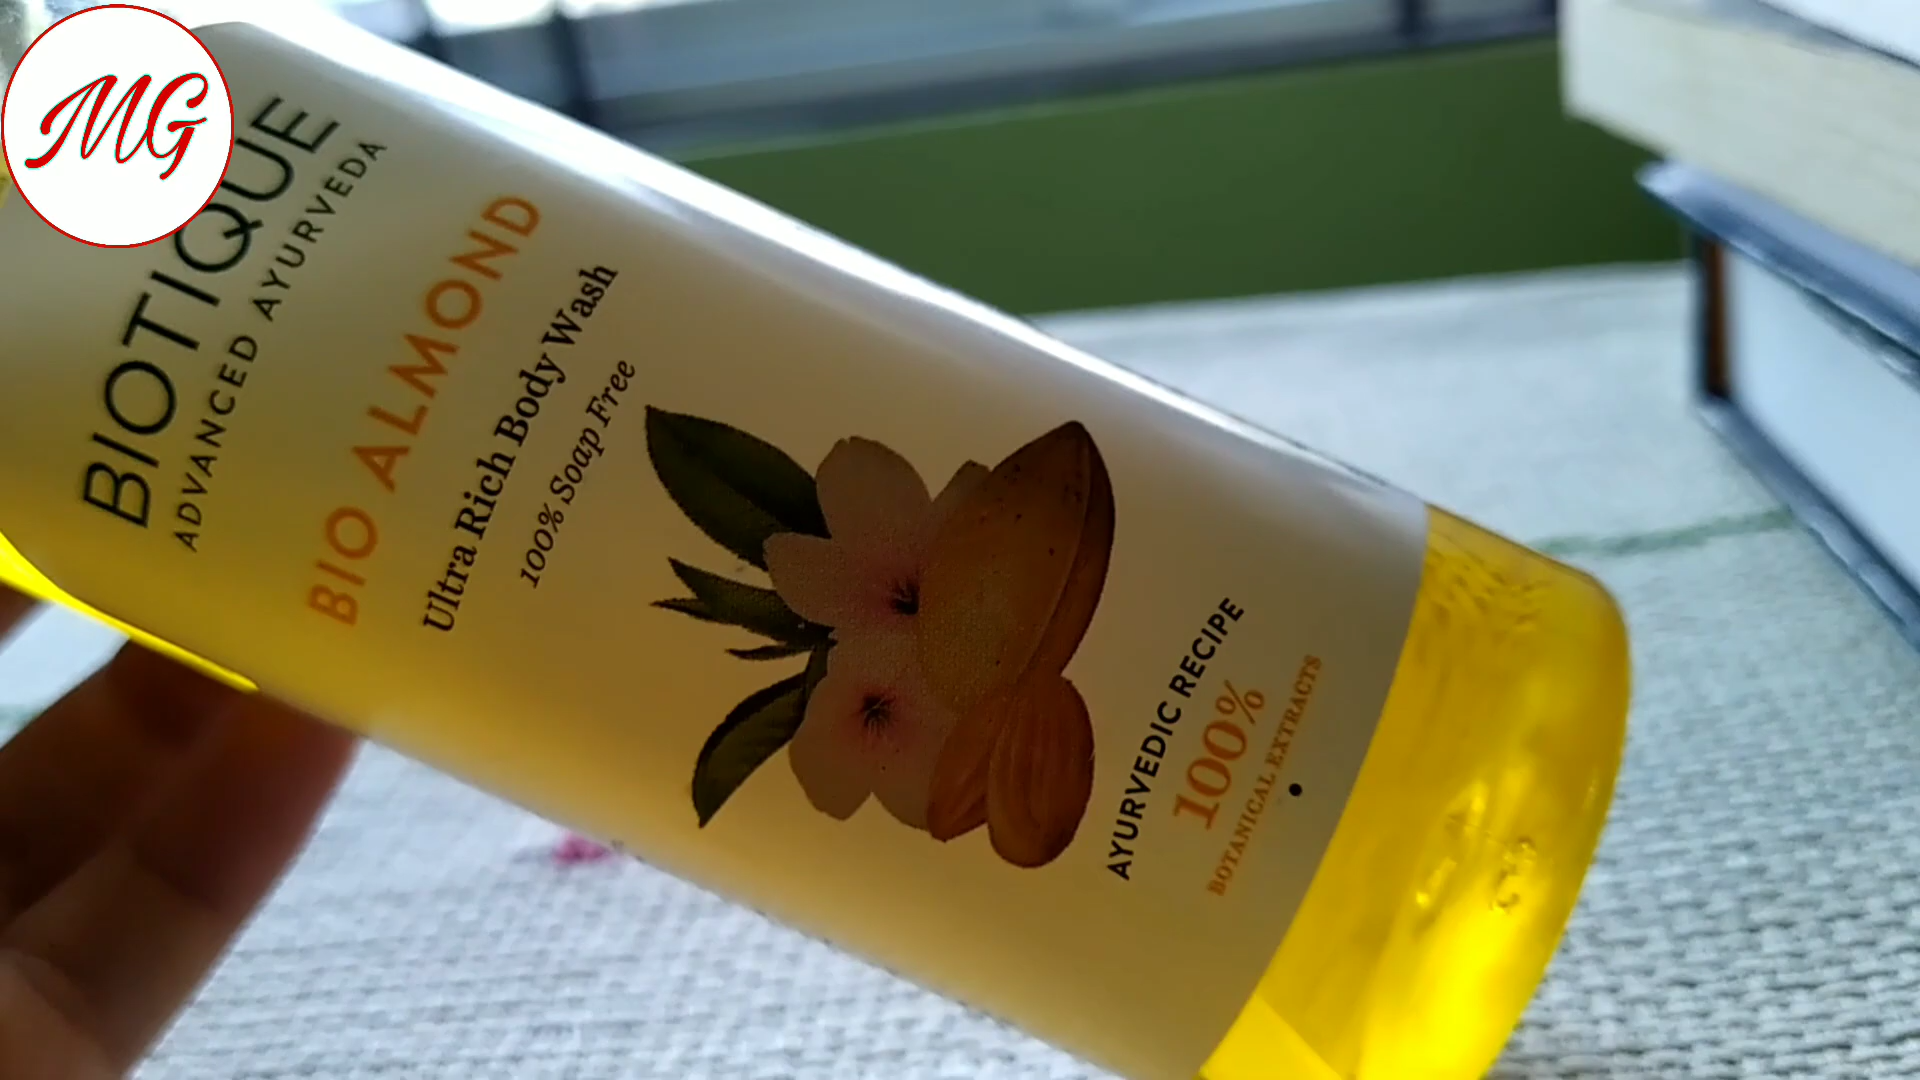 MG
BIOTIQUE
ADVANCED AYURVEDA
BIO ALMOND
Ultra Rich Body Wash
100% Soap Free
AYURVEDIC RECIPE
100%
BOTANICAL EXTRACTS